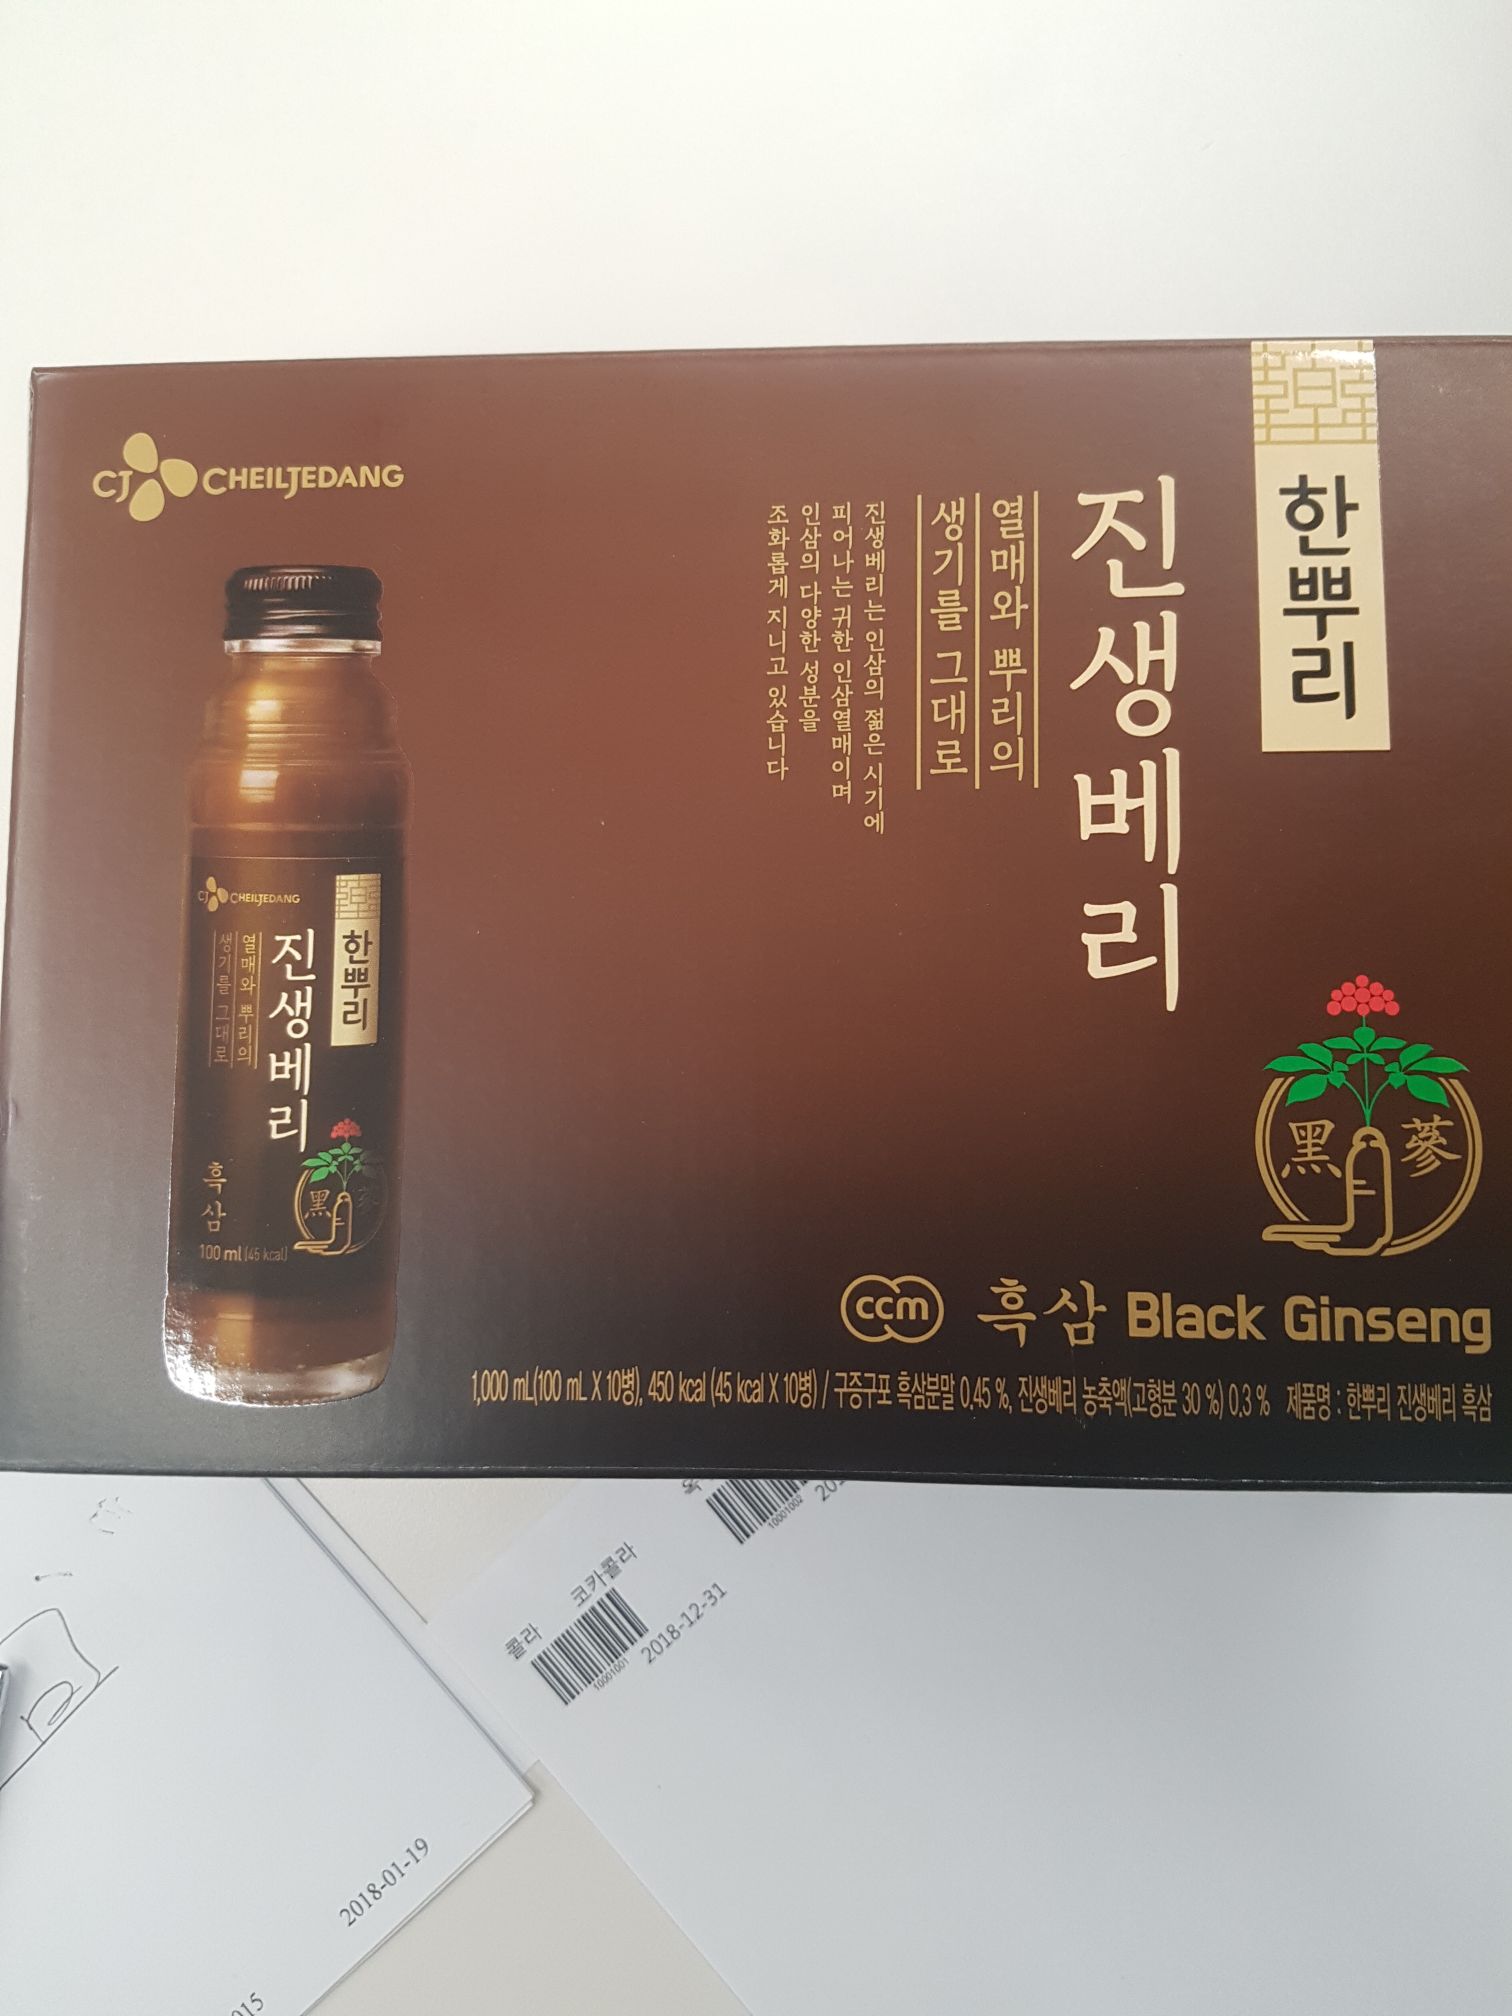 CJ CHEILJEDANG
한뿌리
진생베리
열매와 뿌리의
생기를 그대로
진생베리는 인삼의 젊은 시기에
피어나는 귀한 인삼열매이며
인삼의 다양한 성분을
조화롭게 지니고 있습니다
黑蔘
ccm 흑삼 Black Ginseng
1,000 mL(100 mL X 10병), 450 kcal (45 kcal X 10병) / 구증구포 흑삼분말 0.45 %, 진생베리 농축액(고형분 30 %) 0.3 % 제품명 : 한뿌리 진생베리 흑삼
CJ CHEILJEDANG
한뿌리
진생베리
열매와 뿌리의
생기를 그대로
흑삼
黑蔘
100 ml (45 kcal)
10001002
콜라 코카콜라
10001001
2018-12-31
2018-01-19